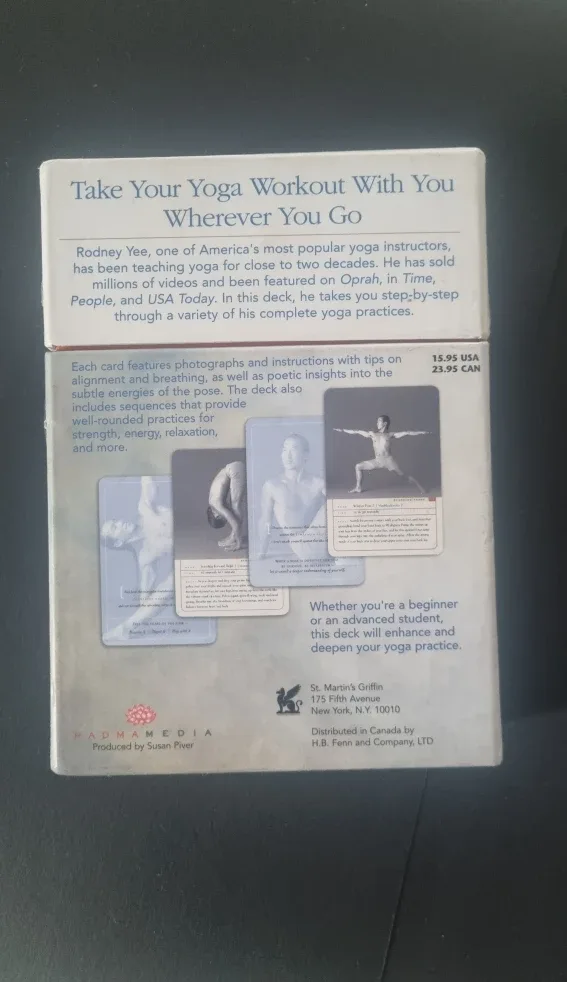 Take Your Yoga Workout With You
Wherever You Go
Rodney Yee, one of America's most popular yoga instructors,
has been teaching yoga for close to two decades. He has sold
millions of videos and been featured on Oprah, in Time,
People, and USA Today. In this deck, he takes you step-by-step
through a variety of his complete yoga practices.
Each card features photographs and instructions with tips on
alignment and breathing, as well as poetic insights into the
subtle energies of the pose. The deck also
includes sequences that provide
well-rounded practices for
strength, energy, relaxation,
and more.
15.95 USA
23.95 CAN
Whether you're a beginner
or an advanced student,
this deck will enhance and
deepen your yoga practice.
St. Martin's Griffin
175 Fifth Avenue
New York, N.Y. 10010
Distributed in Canada by
H.B. Fenn and Company, LTD
PADMAMEDIA
Produced by Susan Piver